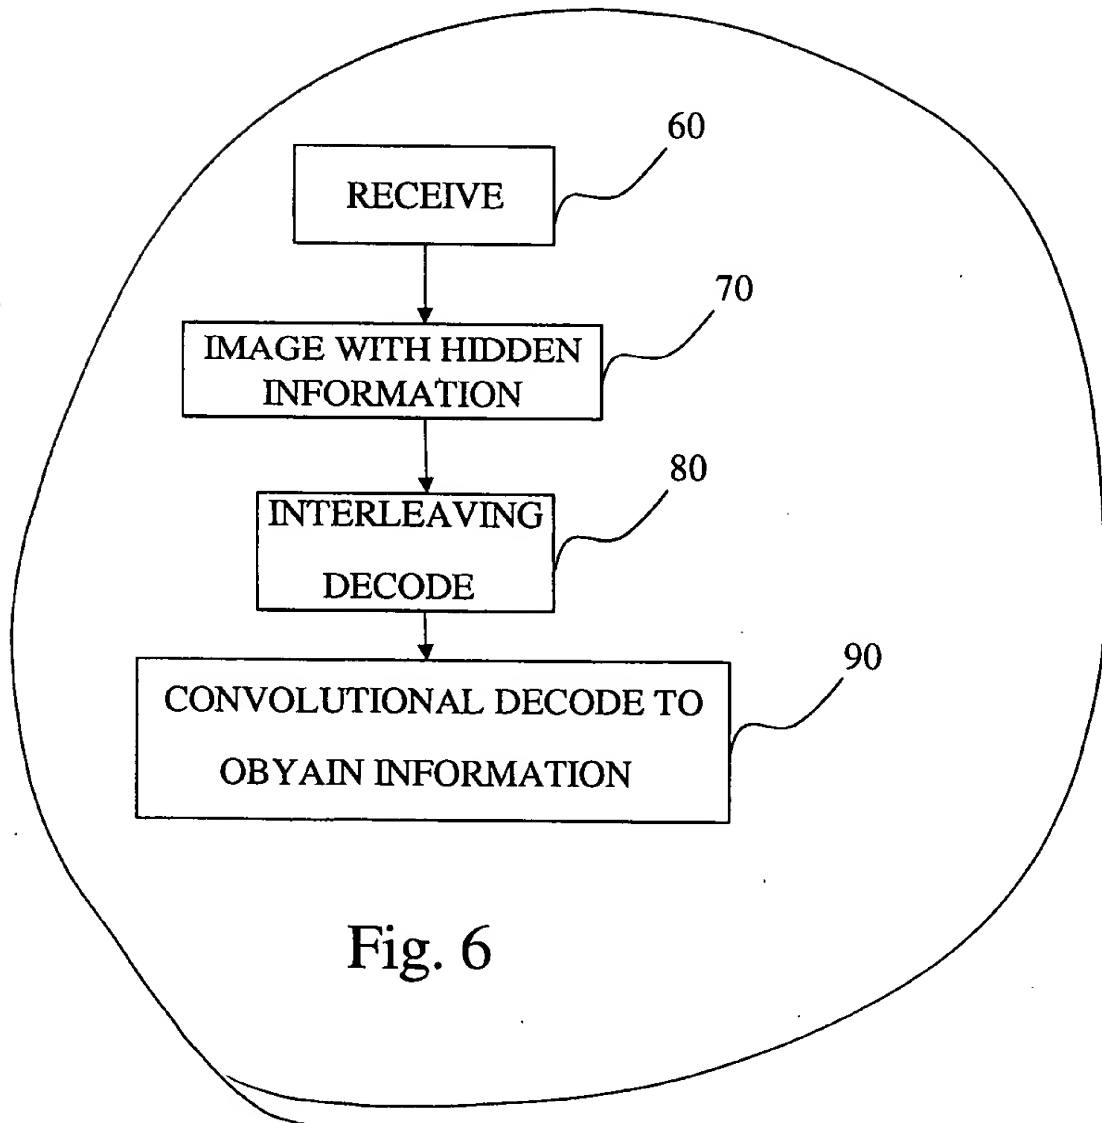 60
RECEIVE
70
IMAGE WITH HIDDEN
INFORMATION
80
INTERLEAVING
DECODE
90
CONVOLUTIONAL DECODE TO
OBYAIN INFORMATION
Fig. 6